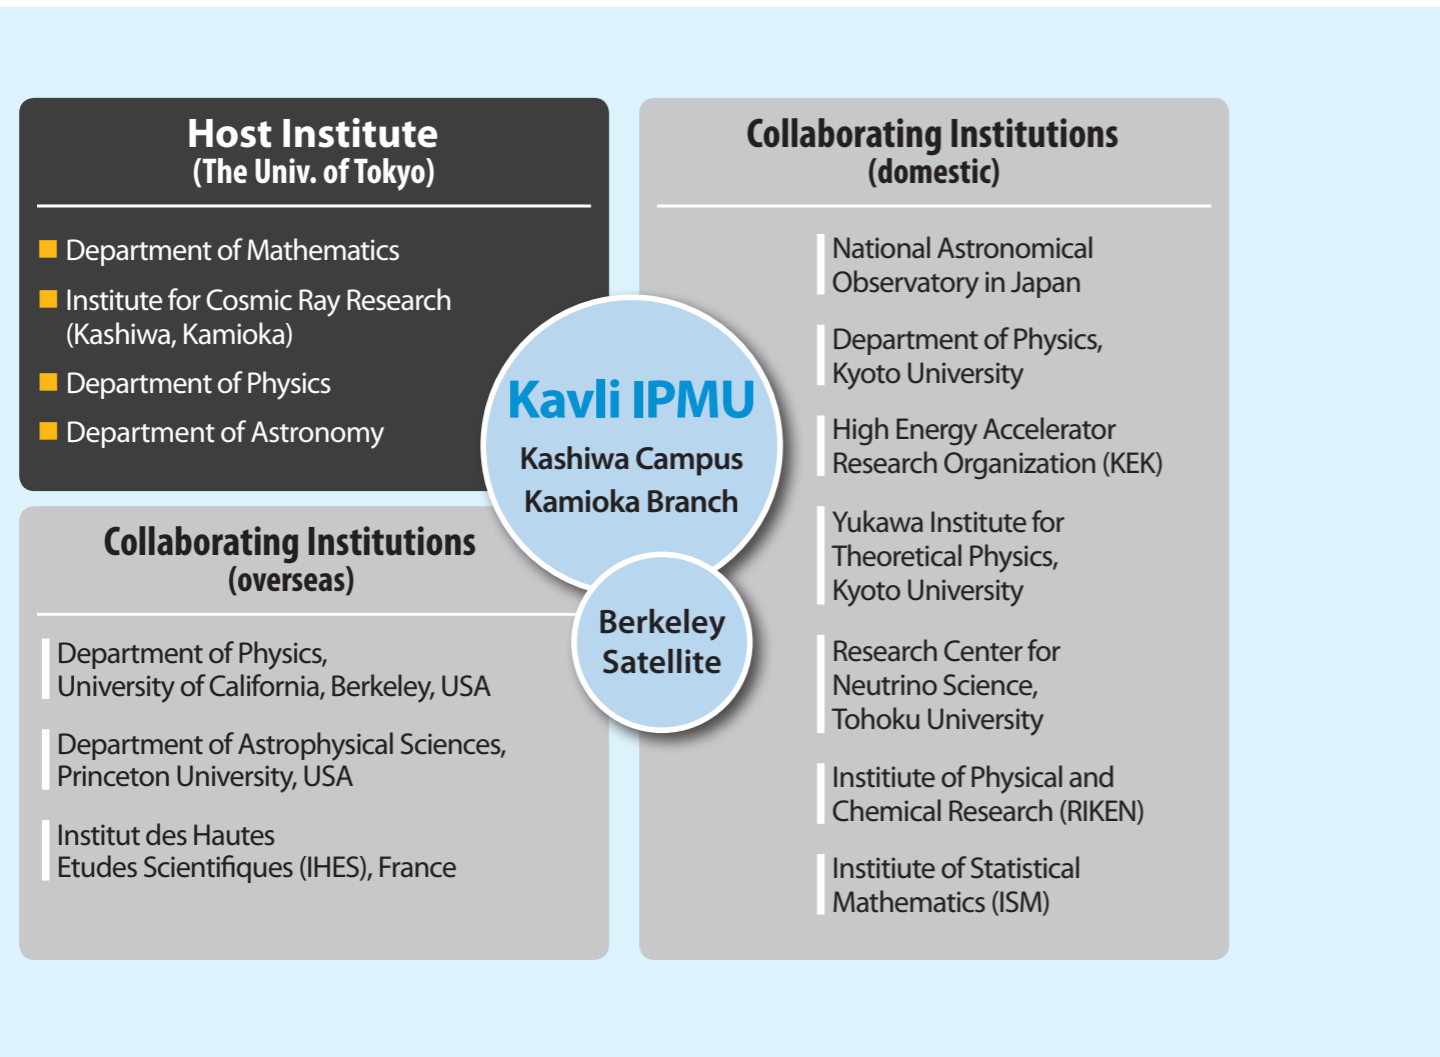 Host Institute
(The Univ. of Tokyo)
Department of Mathematics
Institute for Cosmic Ray Research
(Kashiwa, Kamioka)
Department of Physics
Department of Astronomy
Kavli IPMU
Kashiwa Campus
Kamioka Branch
Berkeley
Satellite
Collaborating Institutions
(overseas)
Department of Physics,
University of California, Berkeley, USA
Department of Astrophysical Sciences,
Princeton University, USA
Institut des Hautes
Etudes Scientifiques (IHES), France
Collaborating Institutions
(domestic)
National Astronomical
Observatory in Japan
Department of Physics,
Kyoto University
High Energy Accelerator
Research Organization (KEK)
Yukawa Institute for
Theoretical Physics,
Kyoto University
Research Center for
Neutrino Science,
Tohoku University
Institiute of Physical and
Chemical Research (RIKEN)
Institiute of Statistical
Mathematics (ISM)